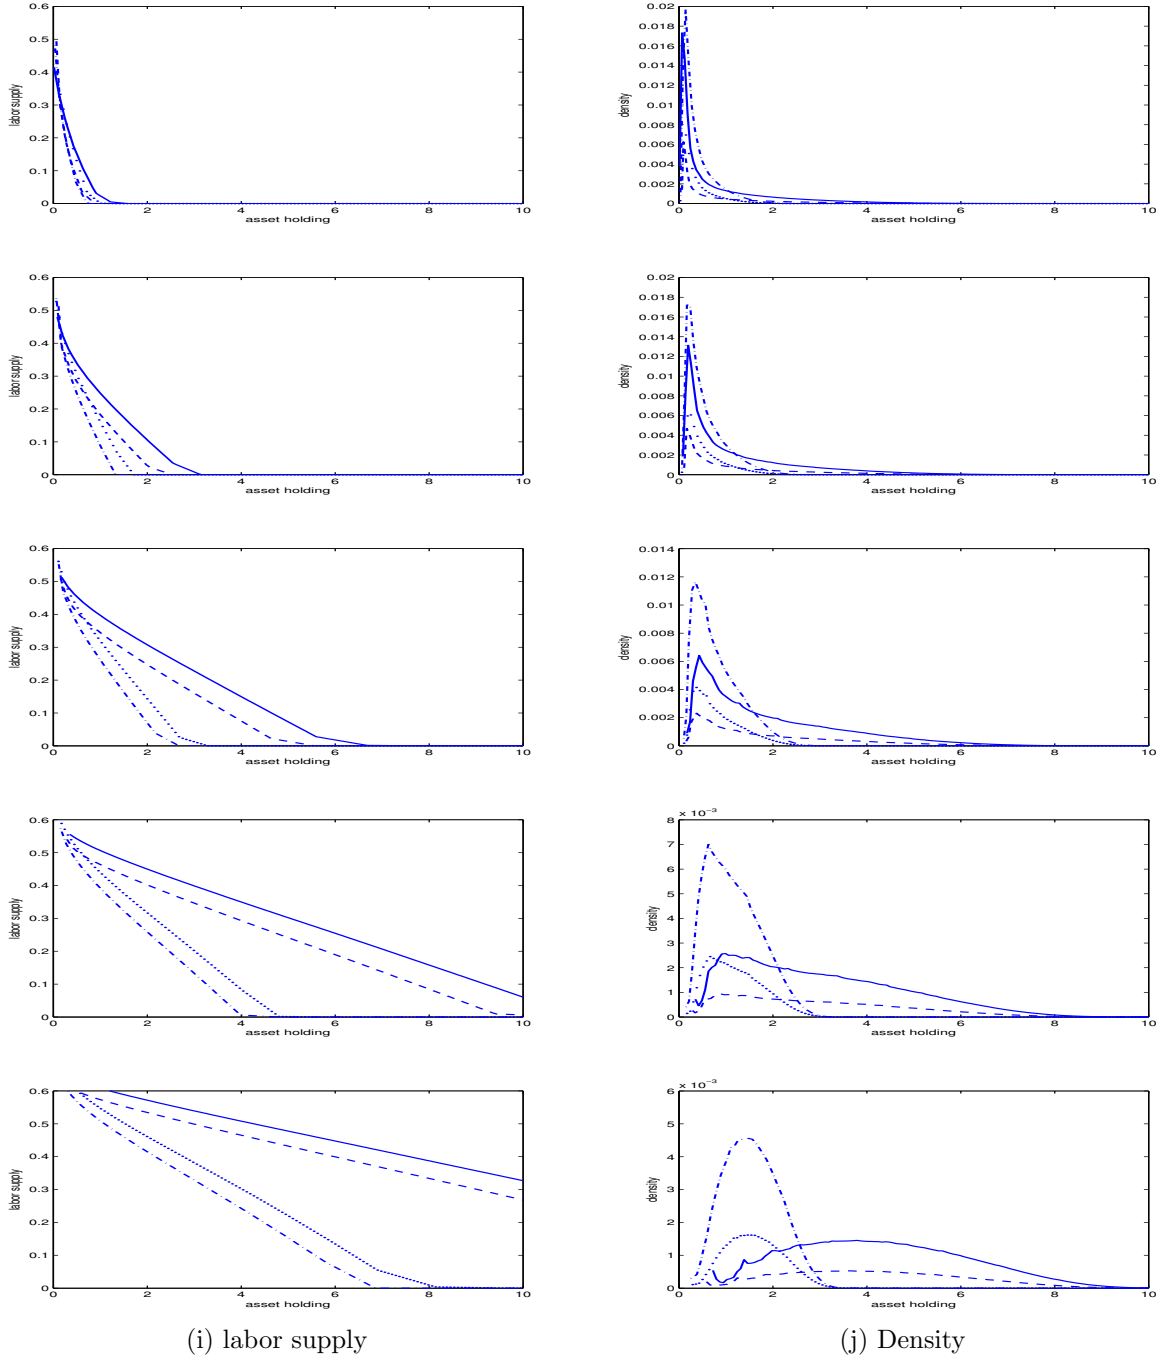 0.6
0.5
0.4
0.3
0.2
0.1
0
labor supply
0 2 4 6 8 10
asset holding
0.02
0.018
0.016
0.014
0.012
0.01
0.008
0.006
0.004
0.002
0
density
0 2 4 6 8 10
asset holding
0.6
0.5
0.4
0.3
0.2
0.1
0
labor supply
0 2 4 6 8 10
asset holding
0.02
0.018
0.016
0.014
0.012
0.01
0.008
0.006
0.004
0.002
0
density
0 2 4 6 8 10
asset holding
0.6
0.5
0.4
0.3
0.2
0.1
0
labor supply
0 2 4 6 8 10
asset holding
0.014
0.012
0.01
0.008
0.006
0.004
0.002
0
density
0 2 4 6 8 10
asset holding
0.6
0.5
0.4
0.3
0.2
0.1
0
labor supply
0 2 4 6 8 10
asset holding
x 10⁻³
8
7
6
5
4
3
2
1
0
density
0 2 4 6 8 10
asset holding
0.6
0.5
0.4
0.3
0.2
0.1
0
labor supply
0 2 4 6 8 10
asset holding
x 10⁻³
6
5
4
3
2
1
0
density
0 2 4 6 8 10
asset holding
(i) labor supply
(j) Density